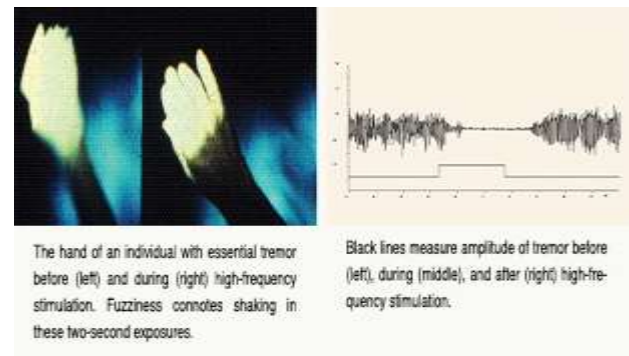 The hand of an individual with essential tremor
before (left) and during (right) high-frequency
stimulation. Fuzziness connotes shaking in
these two-second exposures.
Black lines measure amplitude of tremor before
(left), during (middle), and after (right) high-fre-
quency stimulation.